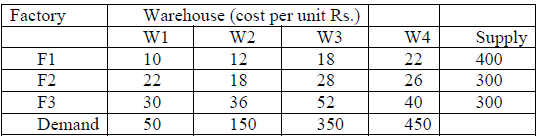 Factory Warehouse (cost per unit Rs.)
W1 W2 W3 W4 Supply
F1 10 12 18 22 400
F2 22 18 28 26 300
F3 30 36 52 40 300
Demand 50 150 350 450